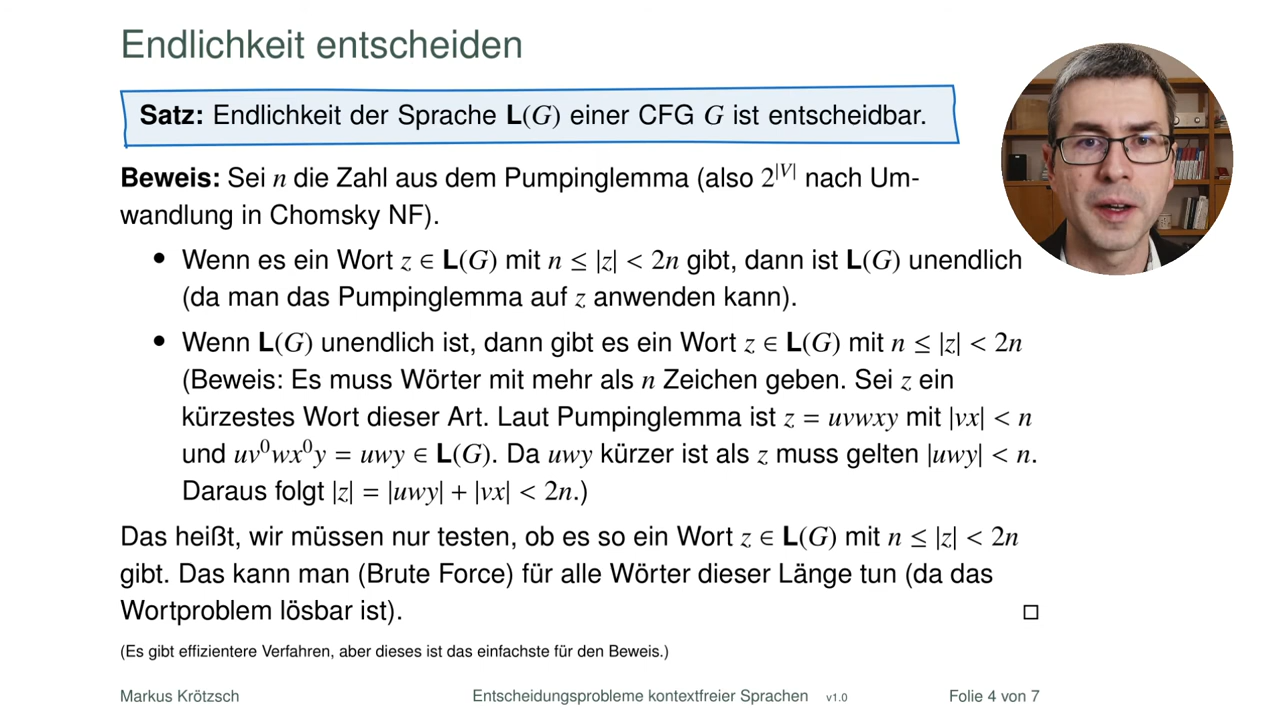 Endlichkeit entscheiden
Satz: Endlichkeit der Sprache L(G) einer CFG G ist entscheidbar.
Beweis: Sei n die Zahl aus dem Pumpinglemma (also 2^|V| nach Um-
wandlung in Chomsky NF).
• Wenn es ein Wort z ∈ L(G) mit n ≤ |z| < 2n gibt, dann ist L(G) unendlich
(da man das Pumpinglemma auf z anwenden kann).
• Wenn L(G) unendlich ist, dann gibt es ein Wort z ∈ L(G) mit n ≤ |z| < 2n
(Beweis: Es muss Wörter mit mehr als n Zeichen geben. Sei z ein
kürzestes Wort dieser Art. Laut Pumpinglemma ist z = uvwxy mit |vx| < n
und uv⁰wx⁰y = uwy ∈ L(G). Da uwy kürzer ist als z muss gelten |uwy| < n.
Daraus folgt |z| = |uwy| + |vx| < 2n.)
Das heißt, wir müssen nur testen, ob es so ein Wort z ∈ L(G) mit n ≤ |z| < 2n
gibt. Das kann man (Brute Force) für alle Wörter dieser Länge tun (da das
Wortproblem lösbar ist). □
(Es gibt effizientere Verfahren, aber dieses ist das einfachste für den Beweis.)
Markus Krötzsch Entscheidungsprobleme kontextfreier Sprachen v1.0 Folie 4 von 7